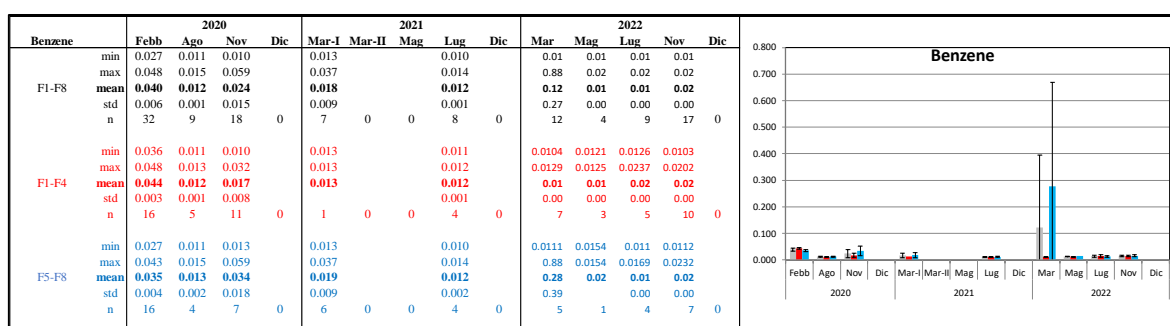 2020 2021 2022
Benzene Febb Ago Nov Dic Mar-I Mar-II Mag Lug Dic Mar Mag Lug Nov Dic
min 0.027 0.011 0.010 0.013 0.010 0.01 0.01 0.01 0.01
max 0.048 0.015 0.059 0.037 0.014 0.88 0.02 0.02 0.02
F1-F8 mean 0.040 0.012 0.024 0.018 0.012 0.12 0.01 0.01 0.02
std 0.006 0.001 0.015 0.009 0.001 0.27 0.00 0.00 0.00
n 32 9 18 0 7 0 0 8 0 12 4 9 17 0
min 0.036 0.011 0.010 0.013 0.011 0.0104 0.0121 0.0126 0.0103
max 0.048 0.013 0.032 0.013 0.012 0.0129 0.0125 0.0237 0.0202
F1-F4 mean 0.044 0.012 0.017 0.013 0.012 0.01 0.01 0.02 0.02
std 0.003 0.001 0.008 0.001 0.00 0.00 0.00 0.00
n 16 5 11 0 1 0 0 4 0 7 3 5 10 0
min 0.027 0.011 0.013 0.013 0.010 0.0111 0.0154 0.011 0.0112
max 0.043 0.015 0.059 0.037 0.014 0.88 0.0154 0.0169 0.0232
F5-F8 mean 0.035 0.013 0.034 0.019 0.012 0.28 0.02 0.01 0.02
std 0.004 0.002 0.018 0.009 0.002 0.39 0.00 0.00
n 16 4 7 0 6 0 0 4 0 5 1 4 7 0
Benzene
0.800
0.700
0.600
0.500
0.400
0.300
0.200
0.100
0.000
Febb Ago Nov Dic Mar-I Mar-II Mag Lug Dic Mar Mag Lug Nov Dic
2020 2021 2022